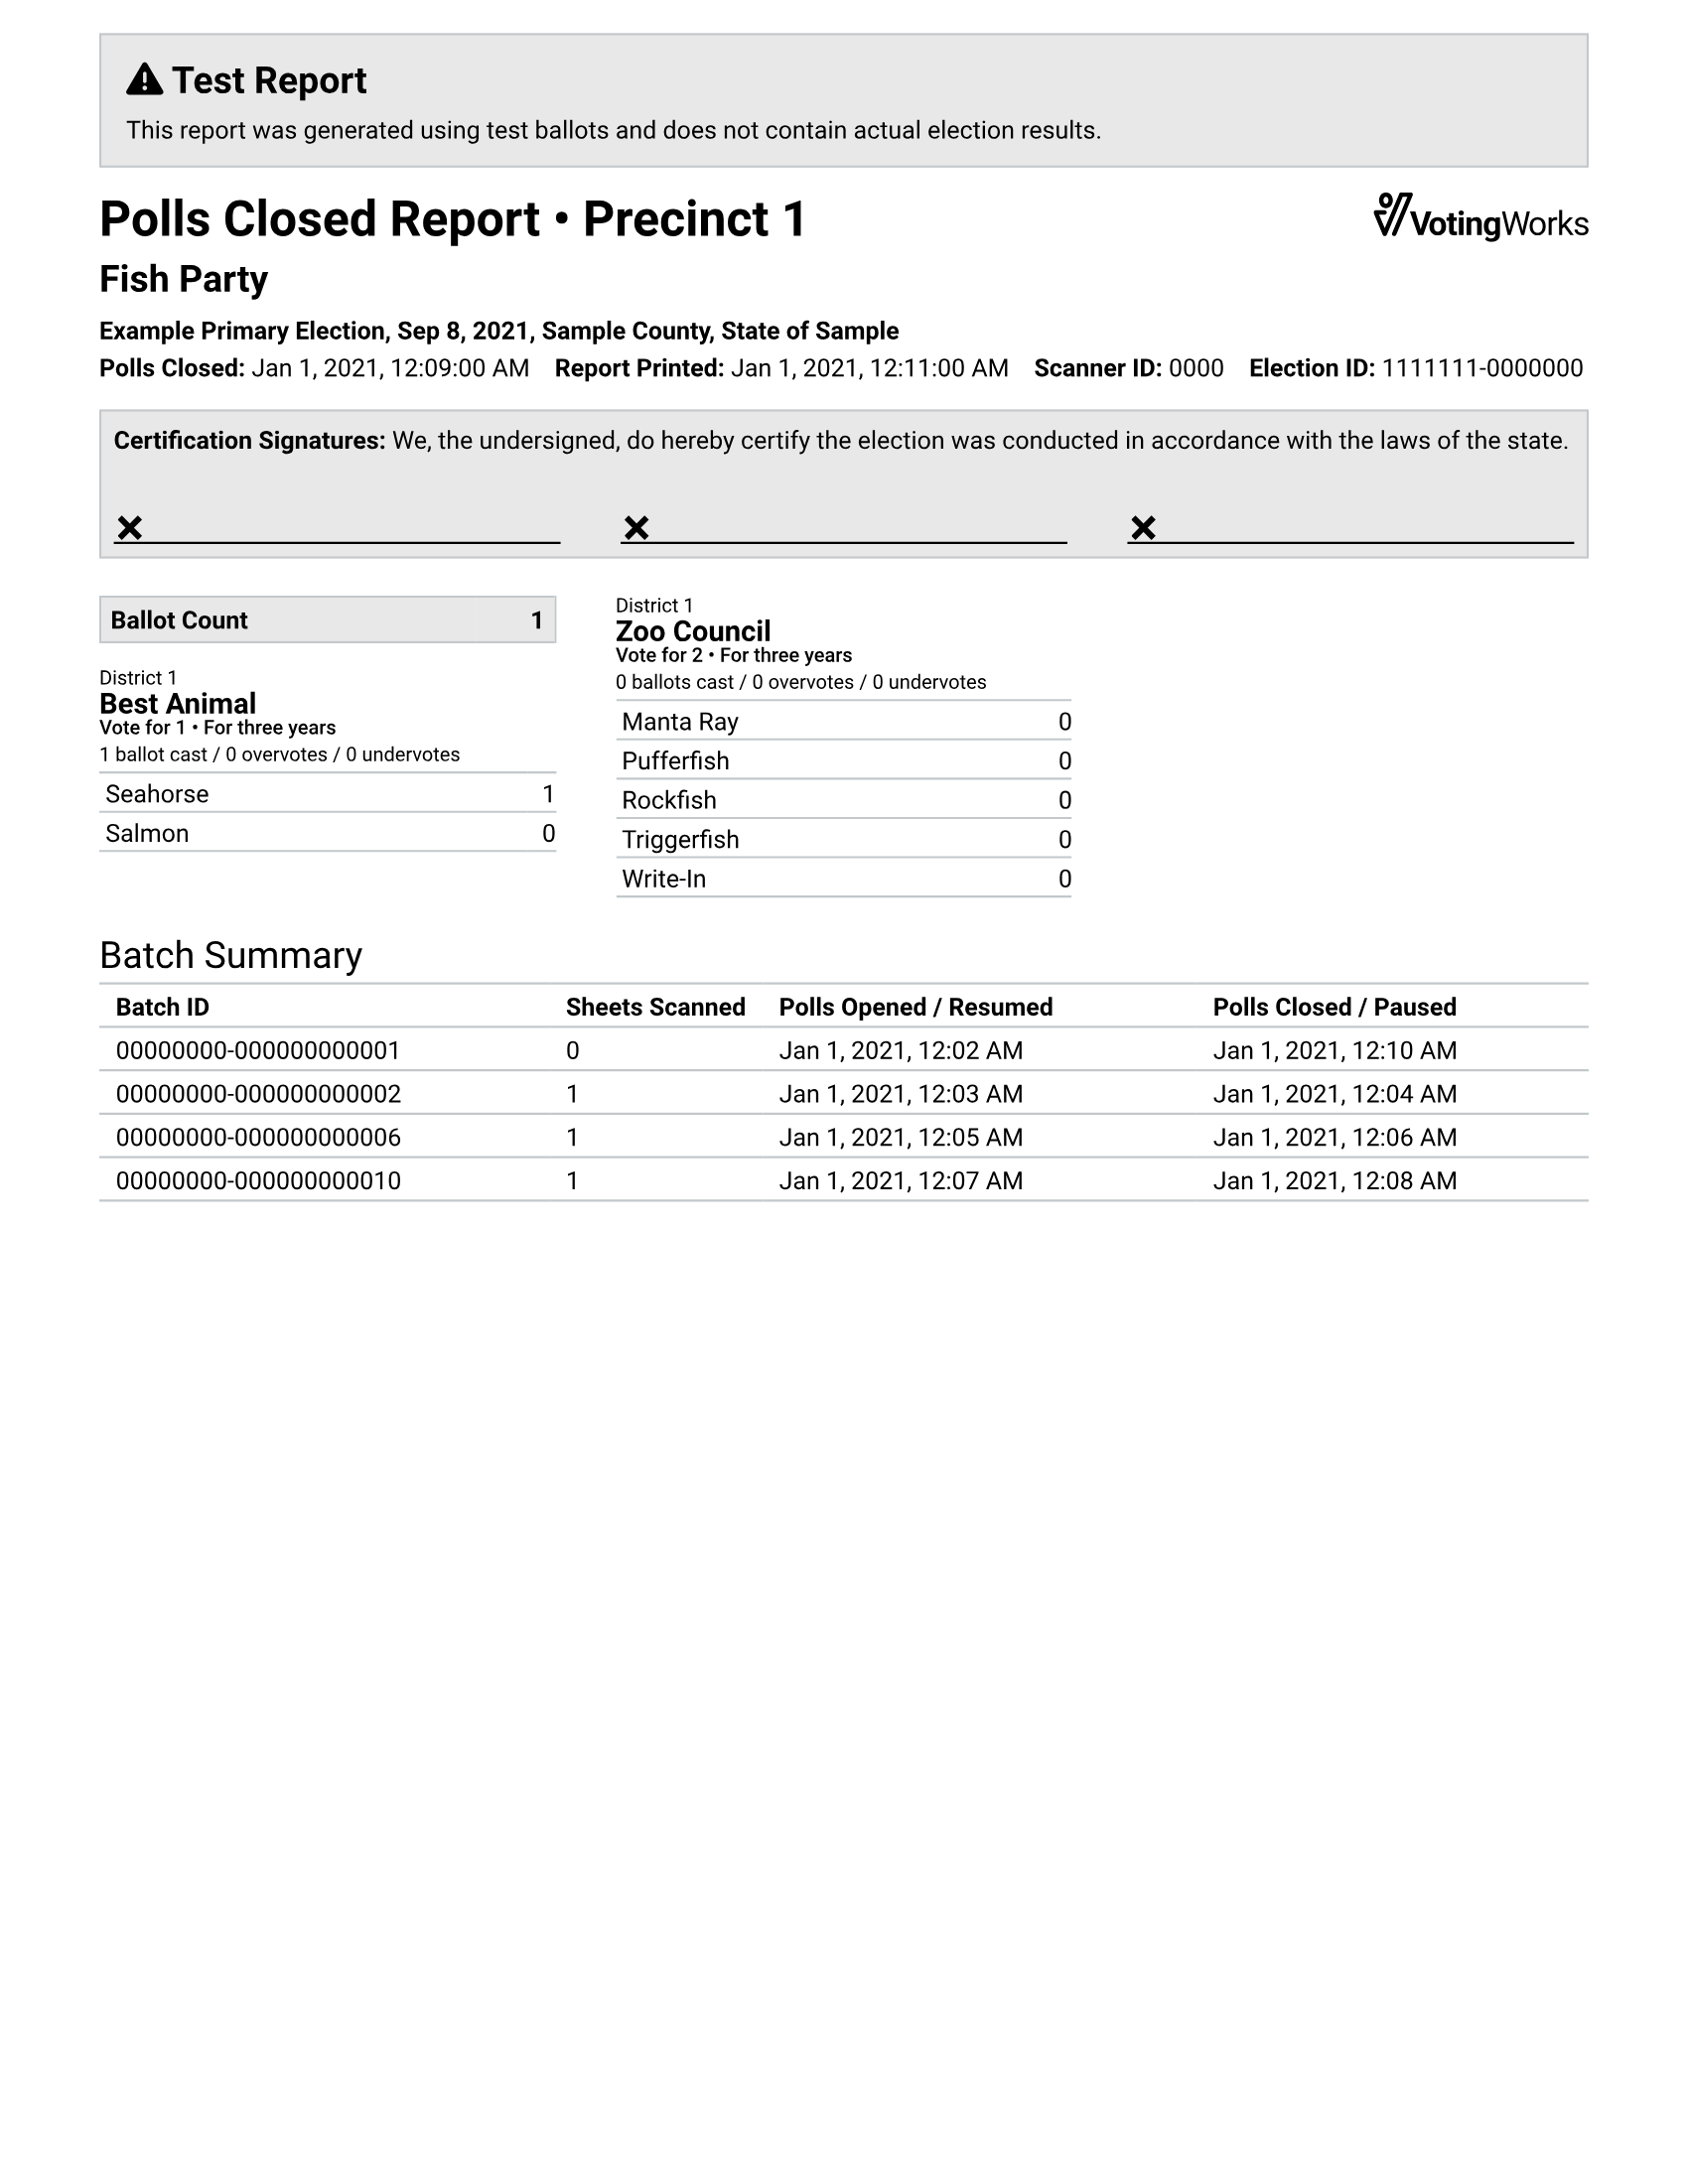 Test Report
This report was generated using test ballots and does not contain actual election results.
Polls Closed Report • Precinct 1
VotingWorks
Fish Party
Example Primary Election, Sep 8, 2021, Sample County, State of Sample
Polls Closed: Jan 1, 2021, 12:09:00 AM Report Printed: Jan 1, 2021, 12:11:00 AM Scanner ID: 0000 Election ID: 1111111-0000000
Certification Signatures: We, the undersigned, do hereby certify the election was conducted in accordance with the laws of the state.
Ballot Count 1
District 1
Best Animal
Vote for 1 • For three years
1 ballot cast / 0 overvotes / 0 undervotes
Seahorse 1
Salmon 0
District 1
Zoo Council
Vote for 2 • For three years
0 ballots cast / 0 overvotes / 0 undervotes
Manta Ray 0
Pufferfish 0
Rockfish 0
Triggerfish 0
Write-In 0
Batch Summary
Batch ID Sheets Scanned Polls Opened / Resumed Polls Closed / Paused
00000000-000000000001 0 Jan 1, 2021, 12:02 AM Jan 1, 2021, 12:10 AM
00000000-000000000002 1 Jan 1, 2021, 12:03 AM Jan 1, 2021, 12:04 AM
00000000-000000000006 1 Jan 1, 2021, 12:05 AM Jan 1, 2021, 12:06 AM
00000000-000000000010 1 Jan 1, 2021, 12:07 AM Jan 1, 2021, 12:08 AM